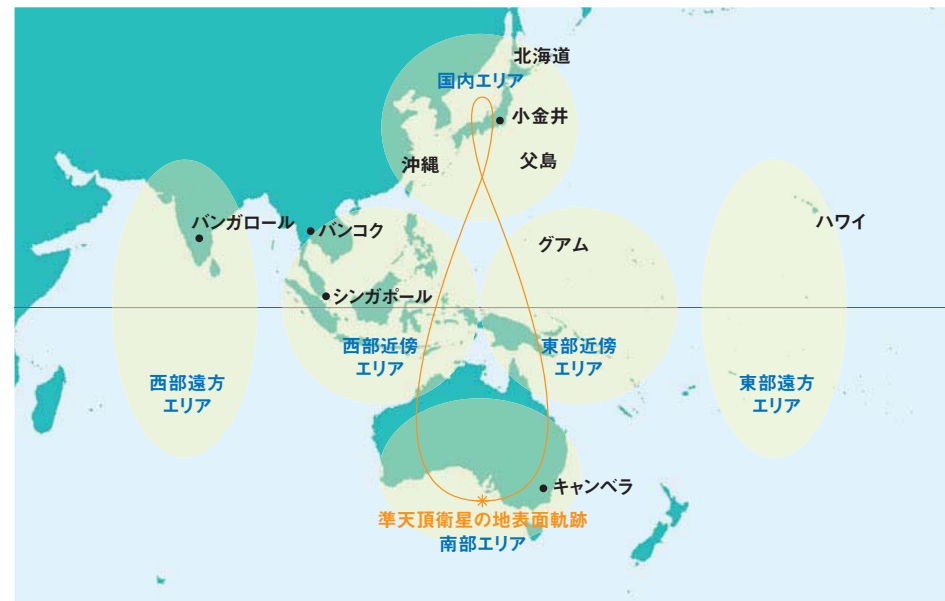 北海道
国内エリア
小金井
沖縄
父島
バンガロール
バンコク
グアム
ハワイ
シンガポール
西部近傍
エリア
東部近傍
エリア
西部遠方
エリア
東部遠方
エリア
キャンベラ
準天頂衛星の地表面軌跡
南部エリア